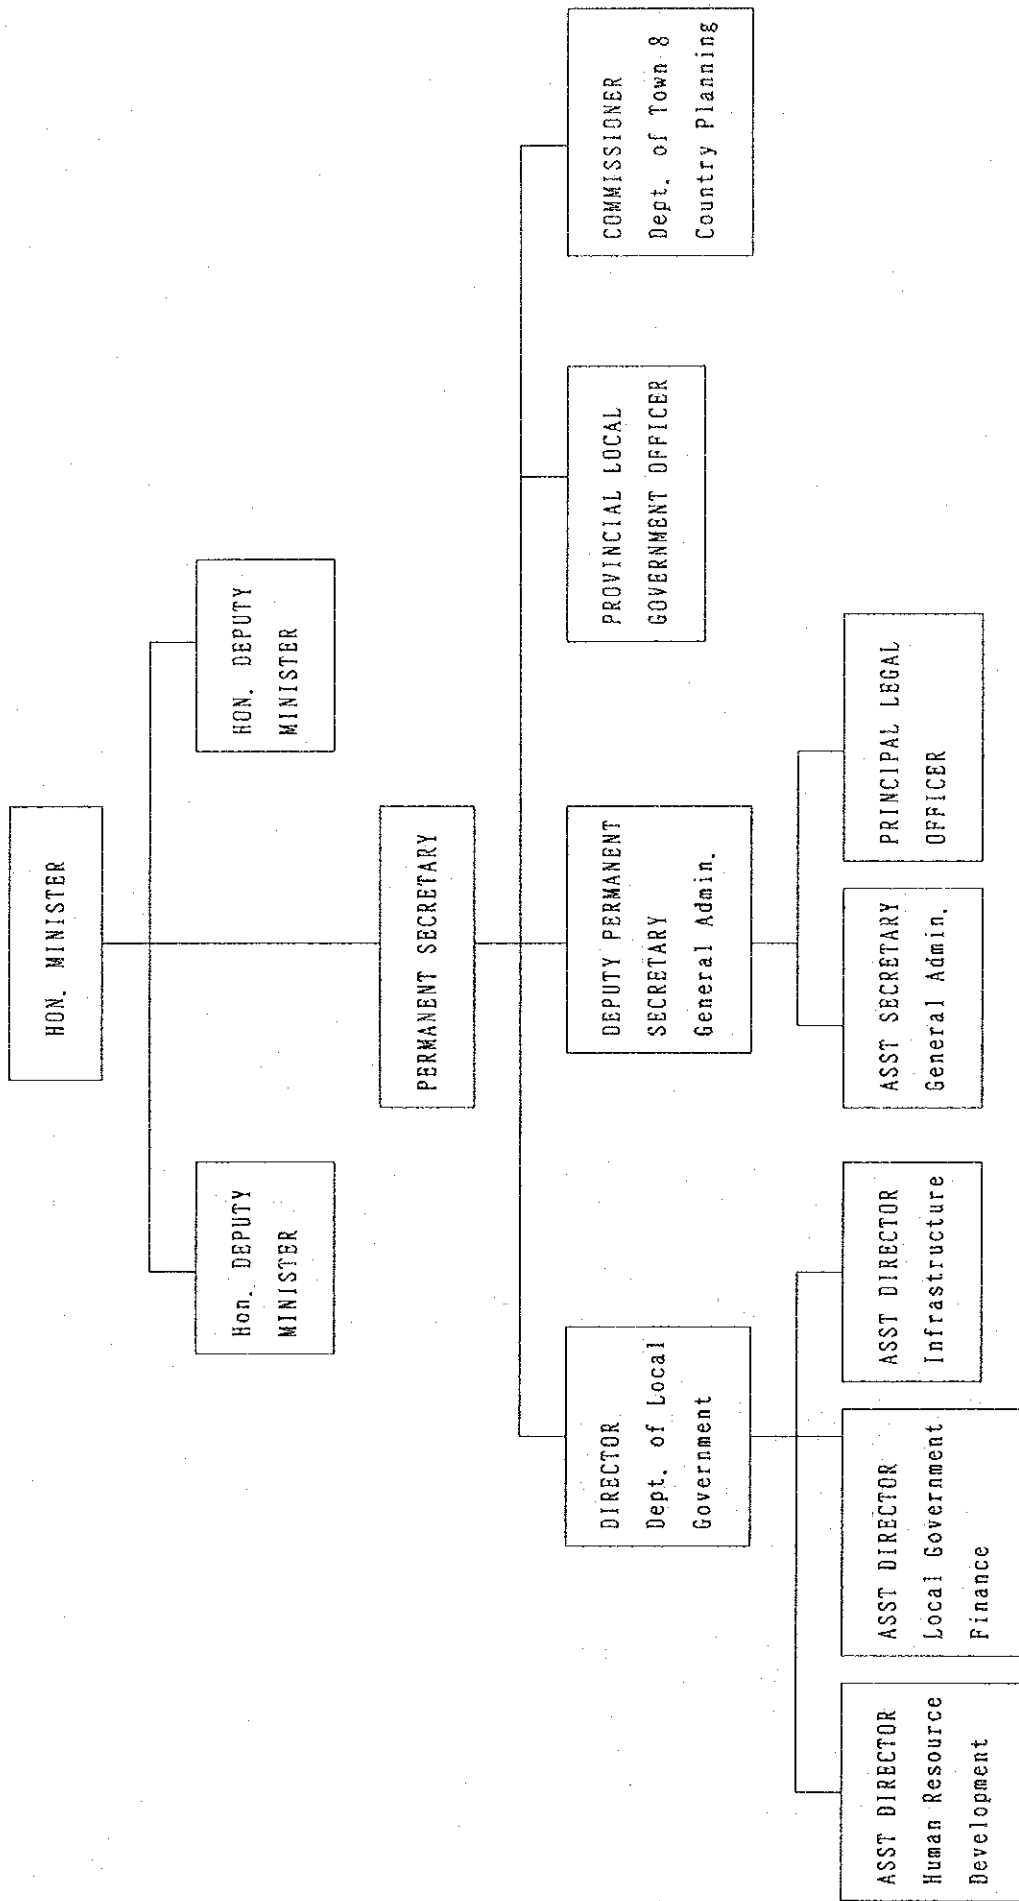 HON. MINISTER
Hon. DEPUTY
MINISTER
HON. DEPUTY
MINISTER
PERMANENT SECRETARY
DIRECTOR
Dept. of Local
Government
DEPUTY PERMANENT
SECRETARY
General Admin.
PROVINCIAL LOCAL
GOVERNMENT OFFICER
COMMISSIONER
Dept. of Town 8
Country Planning
ASST DIRECTOR
Human Resource
Development
ASST DIRECTOR
Local Government
Finance
ASST DIRECTOR
Infrastructure
ASST SECRETARY
General Admin.
PRINCIPAL LEGAL
OFFICER